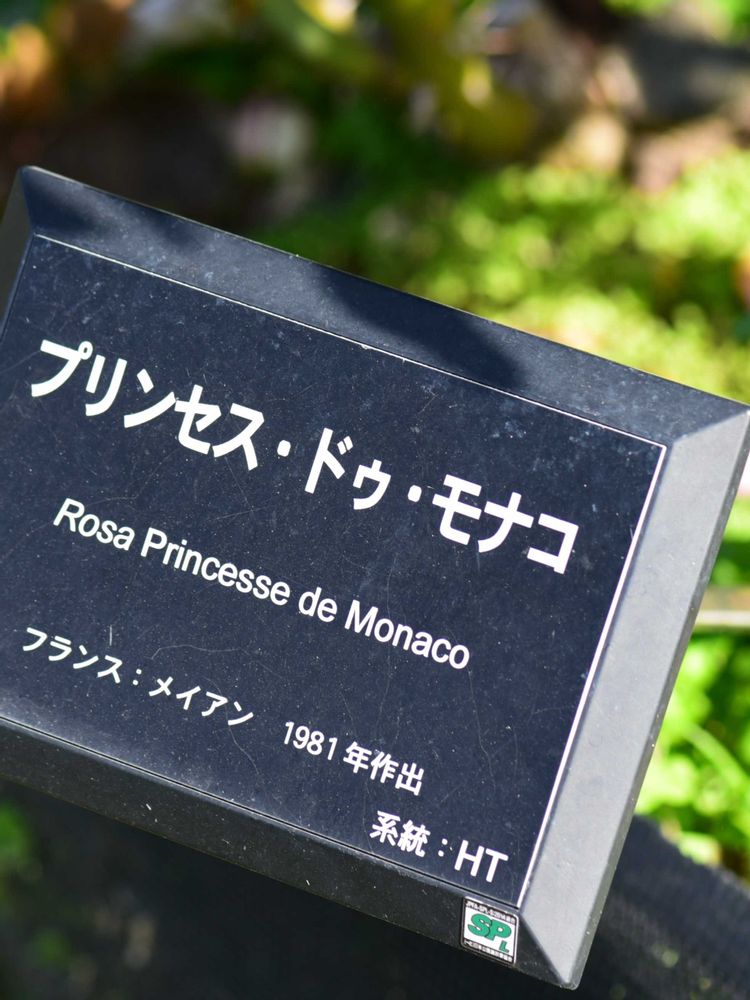 プリンセス・ドゥ・モナコ
Rosa Princesse de Monaco
フランス：メイアン　1981年作出
系統：HT
SPL